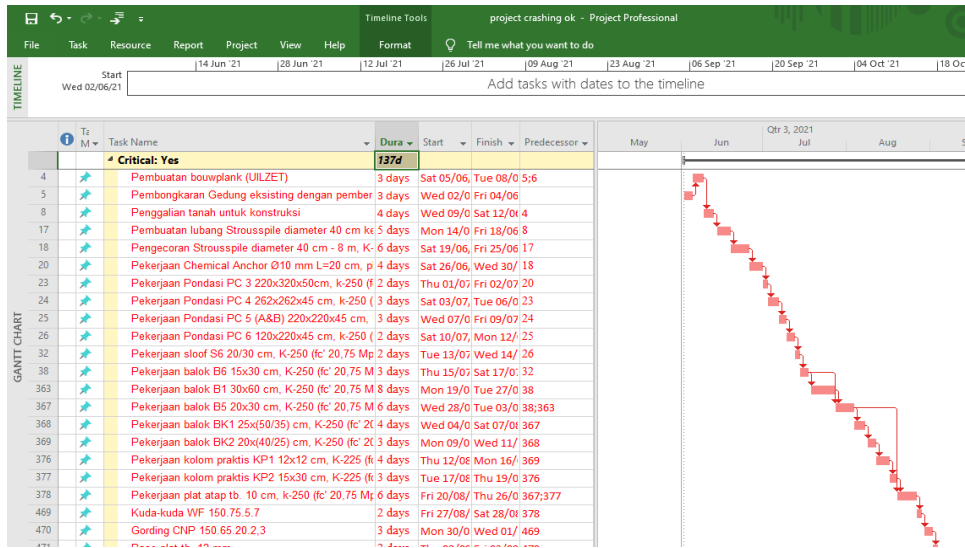 Timeline Tools project crashing ok - Project Professional
File Task Resource Report Project View Help Format Tell me what you want to do
TIMELINE
14 Jun '21 28 Jun '21 12 Jul '21 26 Jul '21 09 Aug '21 23 Aug '21 06 Sep '21 20 Sep '21 04 Oct '21 18 Oc
Start
Wed 02/06/21
Add tasks with dates to the timeline
GANTT CHART
Qtr 3, 2021
Ta M Task Name Dura Start Finish Predecessor May Jun Jul Aug S
Critical: Yes 137d
4 Pembuatan bouwplank (UILZET) 3 days Sat 05/06, Tue 08/0 5;6
5 Pembongkaran Gedung eksisting dengan pember 3 days Wed 02/0 Fri 04/06
8 Penggalian tanah untuk konstruksi 4 days Wed 09/0 Sat 12/06 4
17 Pembuatan lubang Strousspile diameter 40 cm ke 5 days Mon 14/0 Fri 18/06 8
18 Pengecoran Strousspile diameter 40 cm - 8 m, K- 6 days Sat 19/06, Fri 25/06 17
20 Pekerjaan Chemical Anchor Ø10 mm L=20 cm, p 4 days Sat 26/06, Wed 30/ 18
23 Pekerjaan Pondasi PC 3 220x320x50cm, k-250 (f 2 days Thu 01/07 Fri 02/07 20
24 Pekerjaan Pondasi PC 4 262x262x45 cm, k-250 ( 3 days Sat 03/07, Tue 06/0 23
25 Pekerjaan Pondasi PC 5 (A&B) 220x220x45 cm, 3 days Wed 07/0 Fri 09/07 24
26 Pekerjaan Pondasi PC 6 120x220x45 cm, k-250 ( 2 days Sat 10/07, Mon 12/ 25
32 Pekerjaan sloof S6 20/30 cm, K-250 (fc' 20,75 Mp 2 days Tue 13/07 Wed 14/ 26
38 Pekerjaan balok B6 15x30 cm, K-250 (fc' 20,75 M 3 days Thu 15/07 Sat 17/07 32
363 Pekerjaan balok B1 30x60 cm, K-250 (fc' 20,75 M 8 days Mon 19/0 Tue 27/0 38
367 Pekerjaan balok B5 20x30 cm, K-250 (fc' 20,75 M 6 days Wed 28/0 Tue 03/0 38;363
368 Pekerjaan balok BK1 25x(50/35) cm, K-250 (fc' 20 4 days Wed 04/0 Sat 07/08 367
369 Pekerjaan balok BK2 20x(40/25) cm, K-250 (fc' 20 3 days Mon 09/0 Wed 11/ 368
376 Pekerjaan kolom praktis KP1 12x12 cm, K-225 (fc 4 days Thu 12/08 Mon 16/ 369
377 Pekerjaan kolom praktis KP2 15x30 cm, K-225 (fc 3 days Tue 17/08 Thu 19/0 376
378 Pekerjaan plat atap tb. 10 cm, k-250 (fc' 20,75 Mp 6 days Fri 20/08/ Thu 26/0 367;377
469 Kuda-kuda WF 150.75.5.7 2 days Fri 27/08/ Sat 28/08 378
470 Gording CNP 150.65.20.2,3 3 days Mon 30/0 Wed 01/ 469